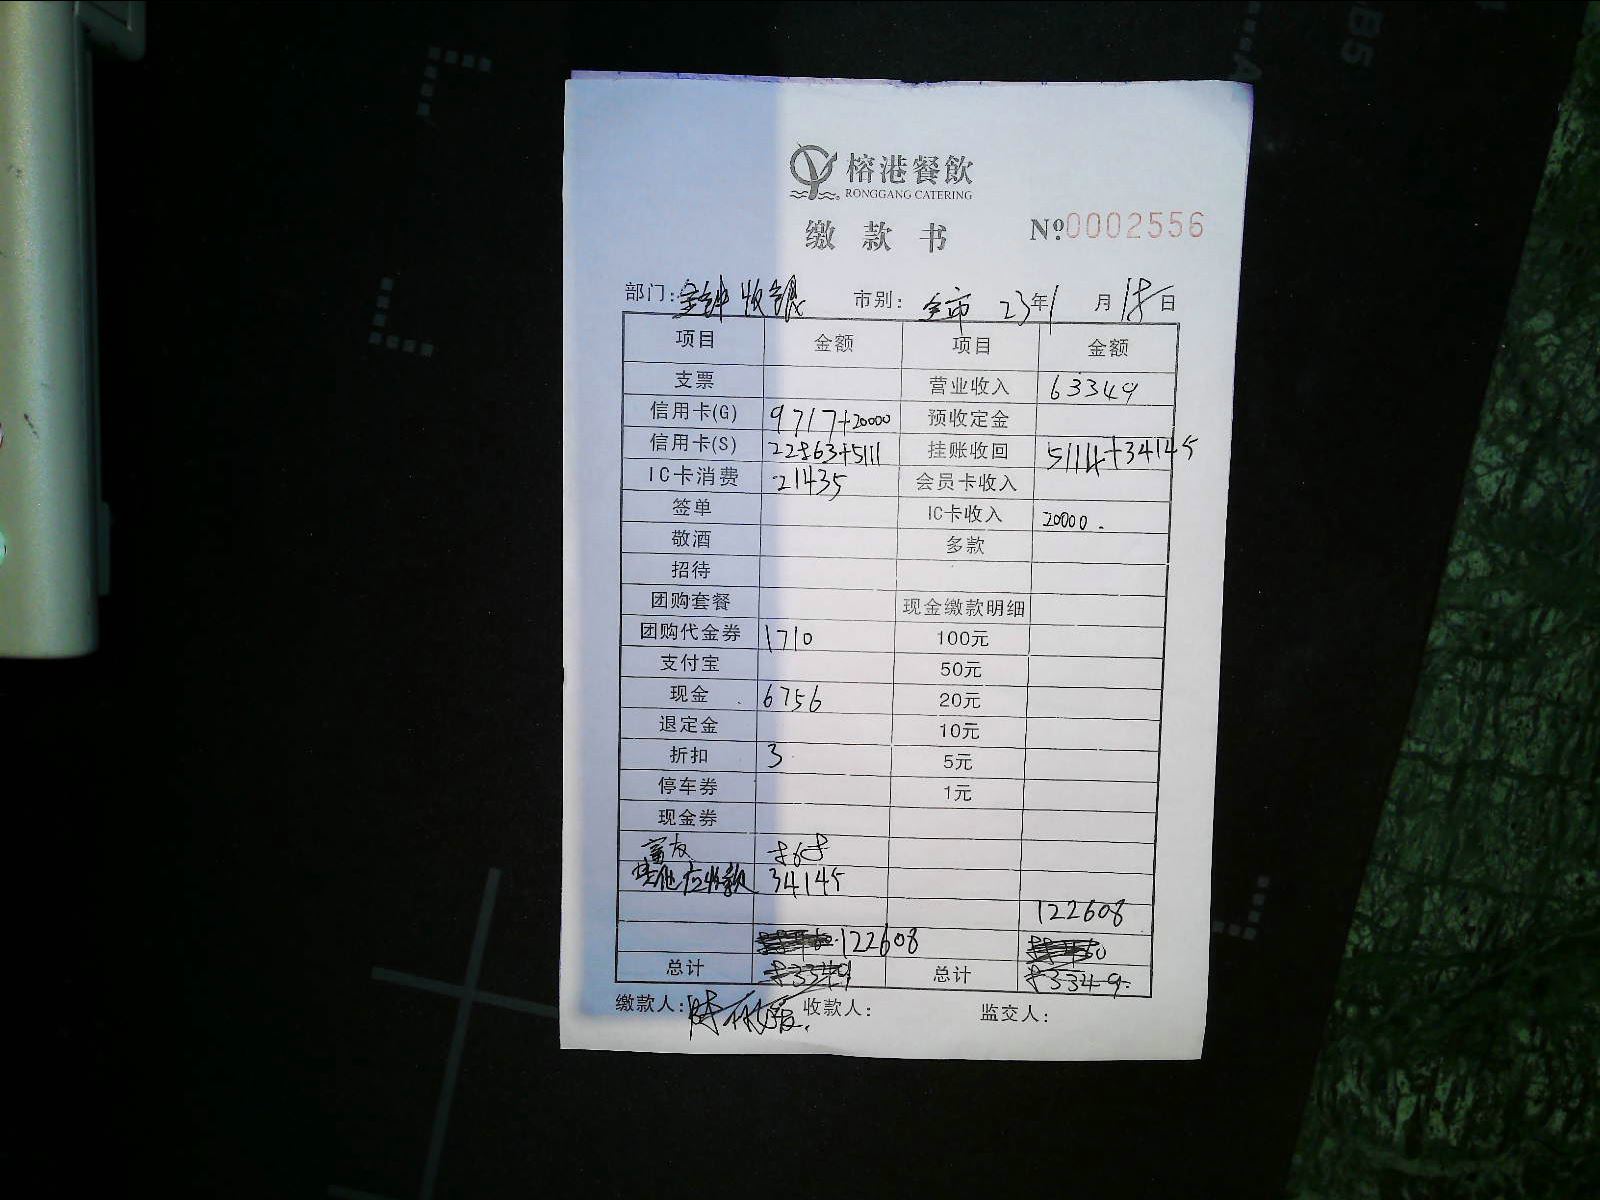 榕港餐飲
RONGGANG CATERING
缴款书 Nº.0002556
部门: 金钟收银 市别: 全市 23年1月18日
项目 金额 项目 金额
支票 营业收入 63349
信用卡(G) 9717+20000 预收定金
信用卡(S) 22863+5111 挂账收回 5114+34145
IC卡消费 21435 会员卡收入
签单 IC卡收入 20000.
敬酒 多款
招待
团购套餐 现金缴款明细
团购代金券 1710 100元
支付宝 50元
现金 6756 20元
退定金 10元
折扣 3 5元
停车券 1元
现金券
富友 868
其他应收款 34145
122608
122608
总计 83349 总计 83349.
缴款人: 收款人: 监交人:
B5
A